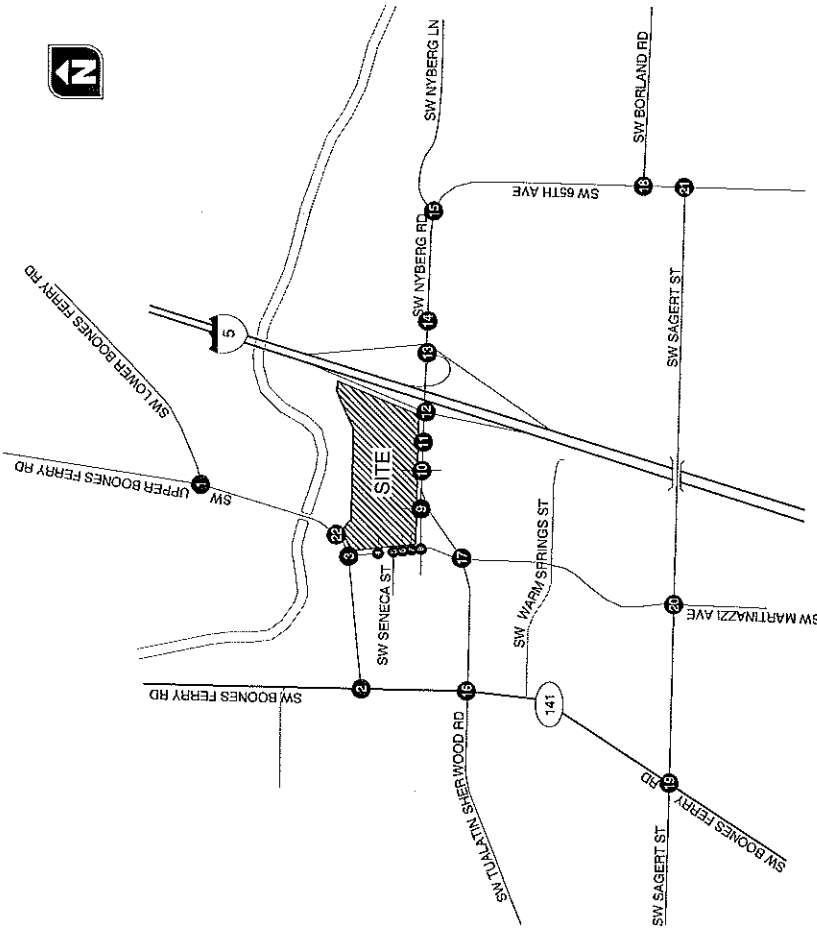 N
SW NYBERG LN
SW BORLAND RD
SW LOWER BOONES FERRY RD
5
SW 65TH AVE
18
21
15
SW NYBERG RD
14
13
SW
UPPER BOONES FERRY RD
12
11
10
9
SITE
SW SAGERT ST
22
3
SW SENECA ST
8
17
SW WARM SPRINGS ST
20
SW MARTINAZZI AVE
SW BOONES FERRY RD
2
16
141
SW TUALATIN SHERWOOD RD
19
SW BOONES FERRY
RD
SW SAGERT ST